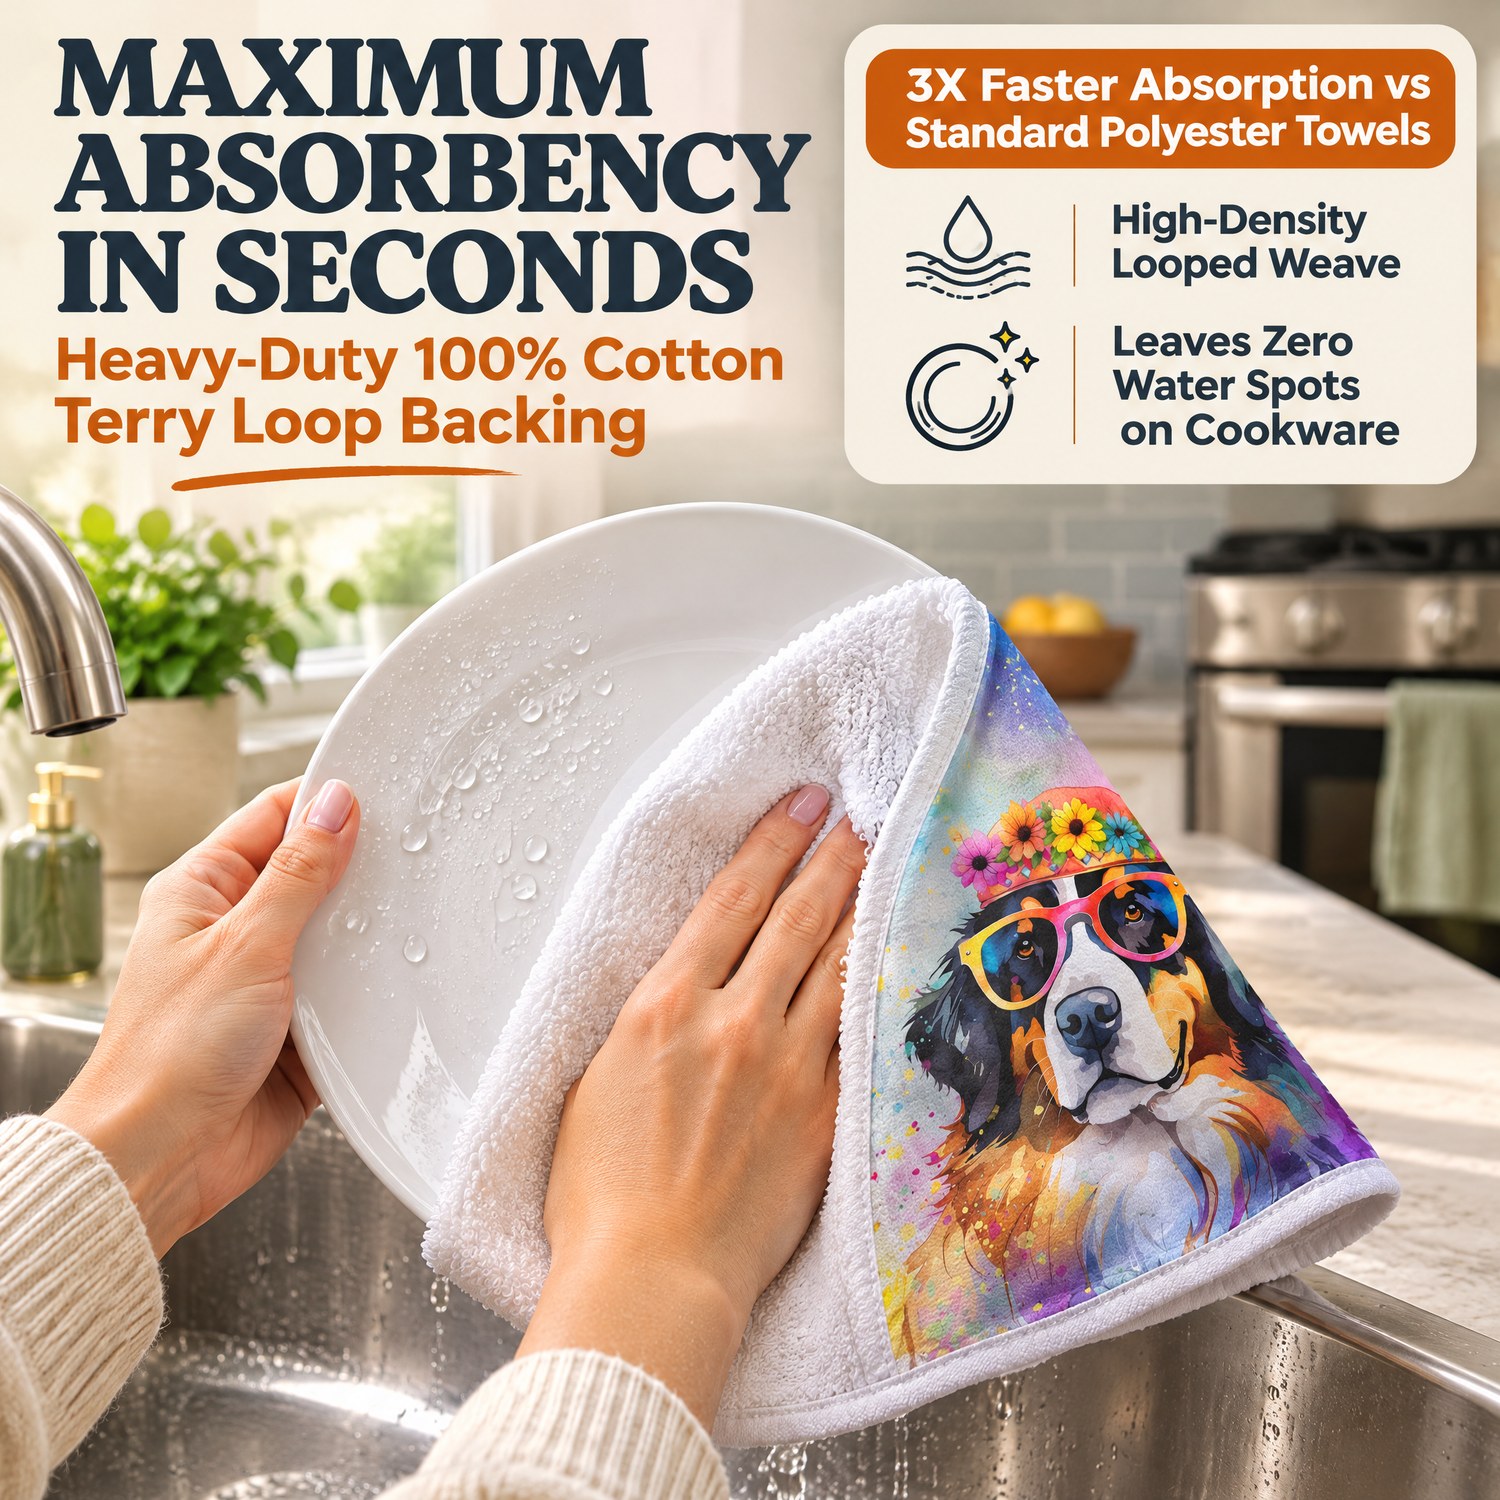 MAXIMUM
ABSORBENCY
IN SECONDS
Heavy-Duty 100% Cotton
Terry Loop Backing
3X Faster Absorption vs
Standard Polyester Towels
High-Density
Looped Weave
Leaves Zero
Water Spots
on Cookware